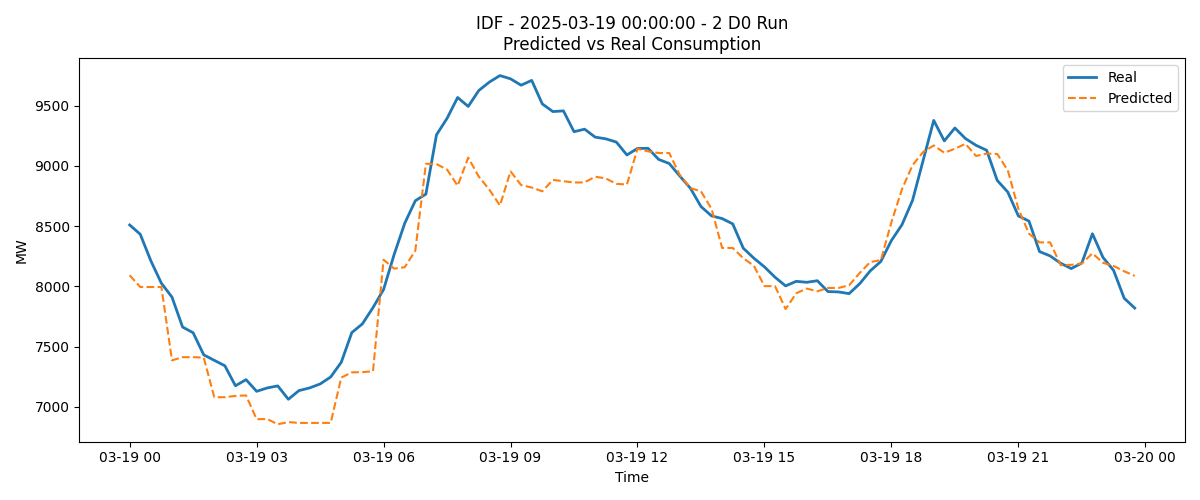 IDF - 2025-03-19 00:00:00 - 2 D0 Run
Predicted vs Real Consumption
Real
Predicted
MW
9500
9000
8500
8000
7500
7000
03-19 00
03-19 03
03-19 06
03-19 09
03-19 12
03-19 15
03-19 18
03-19 21
03-20 00
Time